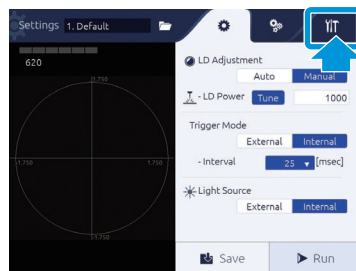 Settings 1. Default
620
1.750
-1.750
1.750
-1.750
LD Adjustment
Auto Manual
- LD Power Tune 1000
Trigger Mode
External Internal
- Interval 25 [msec]
Light Source
External Internal
Save Run